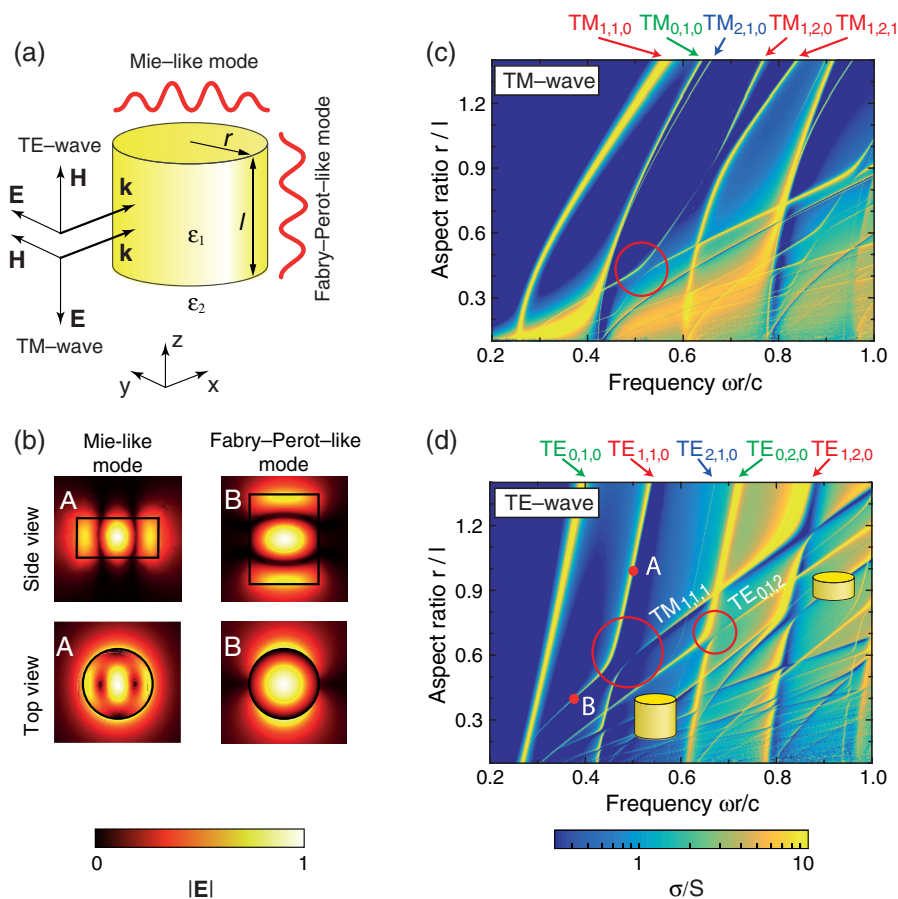 (a)
Mie–like mode
TE–wave
H
E
k
r
l
H
k
ε1
E
ε2
TM–wave
Fabry–Perot–like mode
z
y
x
(b)
Mie-like
mode
Fabry–Perot–like
mode
Side view
A
B
Top view
A
B
0
1
|E|
(c)
TM1,1,0
TM0,1,0
TM2,1,0
TM1,2,0
TM1,2,1
TM–wave
Aspect ratio r / l
1.2
0.9
0.6
0.3
0.2
0.4
0.6
0.8
1.0
Frequency ωr/c
(d)
TE0,1,0
TE1,1,0
TE2,1,0
TE0,2,0
TE1,2,0
TE–wave
Aspect ratio r / l
1.2
0.9
0.6
0.3
A
TM1,1,1
TE0,1,2
B
0.2
0.4
0.6
0.8
1.0
Frequency ωr/c
1
10
σ/S